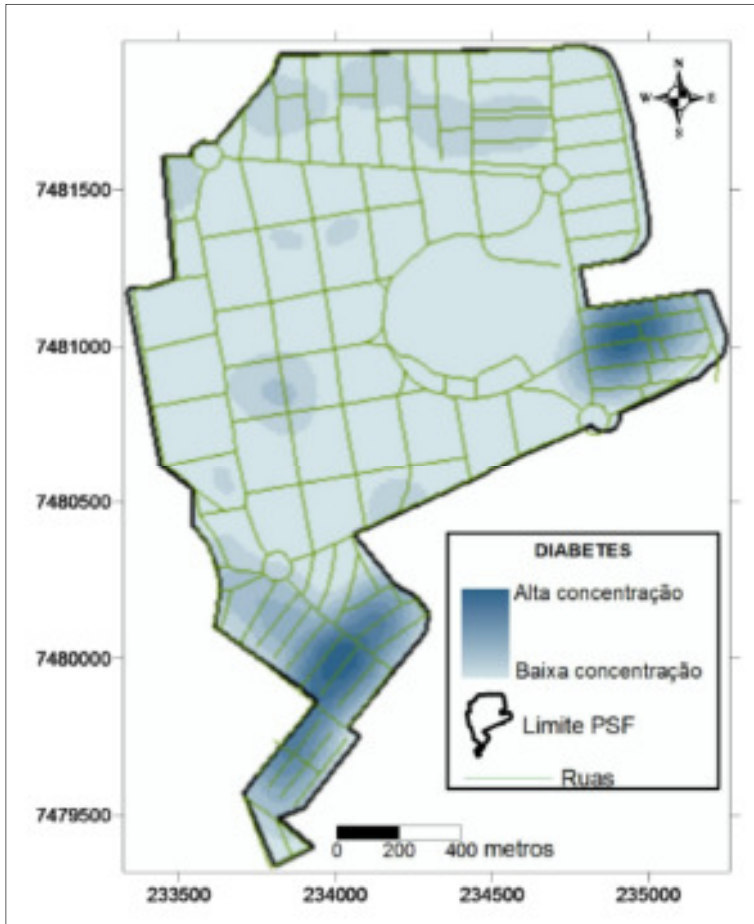 N
W E
S
7481500
7481000
7480500
7480000
7479500
DIABETES
Alta concentração
Baixa concentração
Limite PSF
Ruas
0 200 400 metros
233500 234000 234500 235000